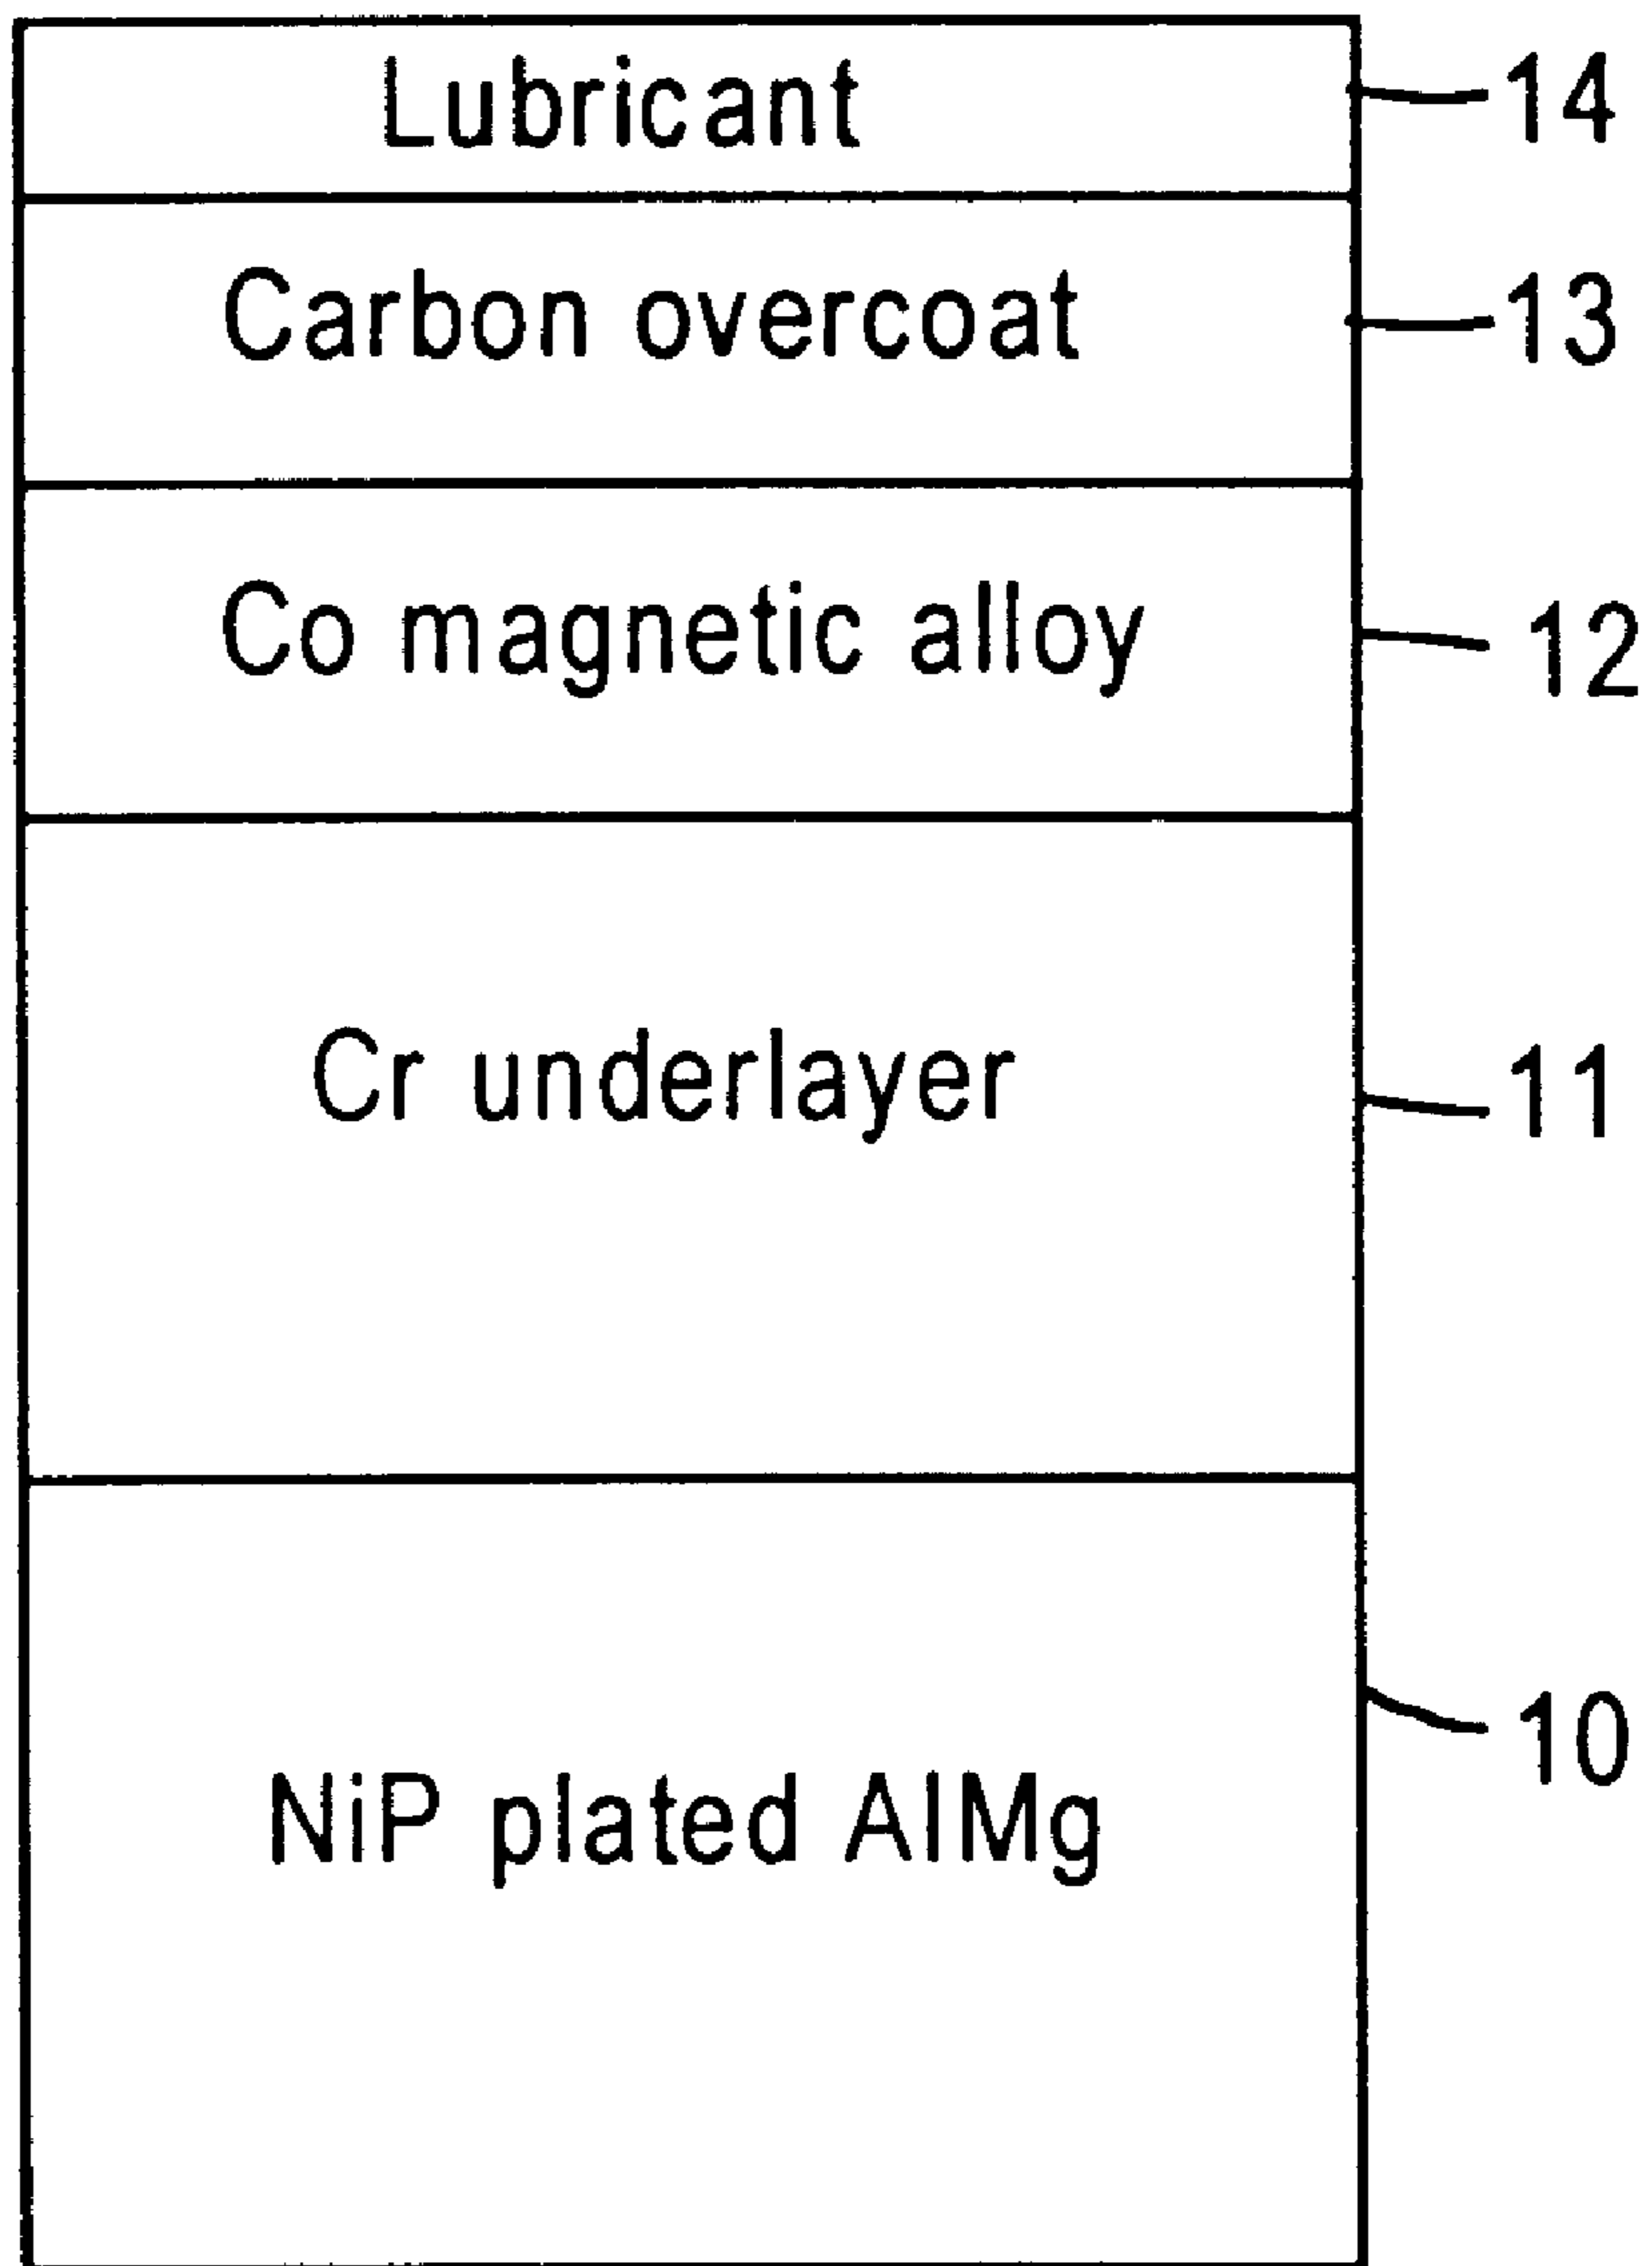 Lubricant 14
Carbon overcoat 13
Co magnetic alloy 12
Cr underlayer 11
10
NiP plated AlMg